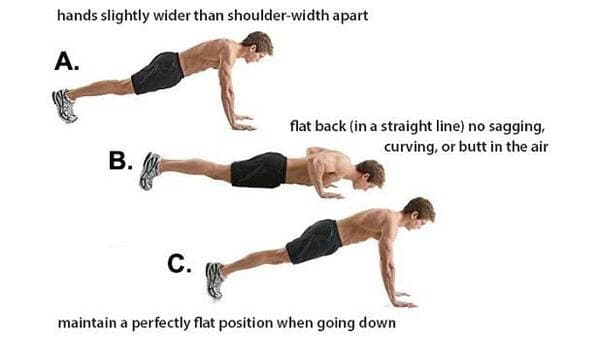 hands slightly wider than shoulder-width apart
A.
flat back (in a straight line) no sagging,
curving, or butt in the air
B.
C.
maintain a perfectly flat position when going down